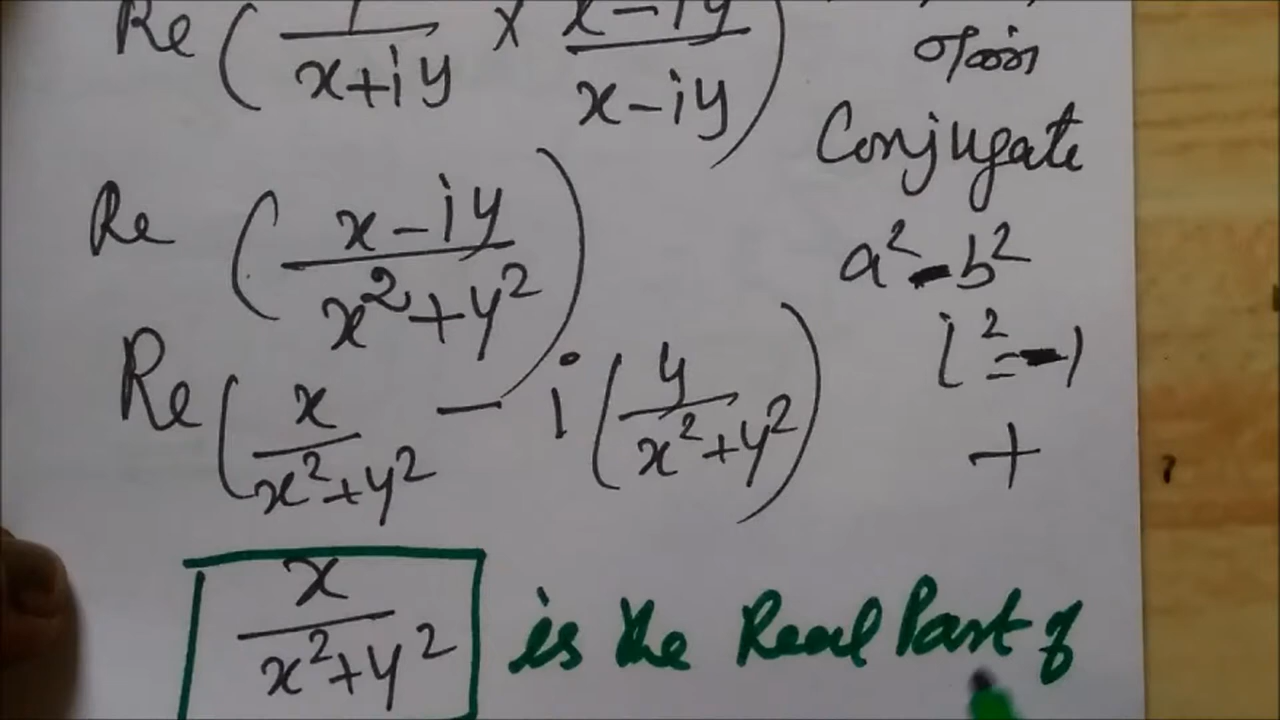 Re ( 1/(x+iy) × (x-iy)/(x-iy) )
Conjugate
Re ( (x-iy)/(x²+y²) )
a² - b²
i² = -1
Re ( x/(x²+y²) - i ( y/(x²+y²) )
+
x/(x²+y²) is the Real Part of